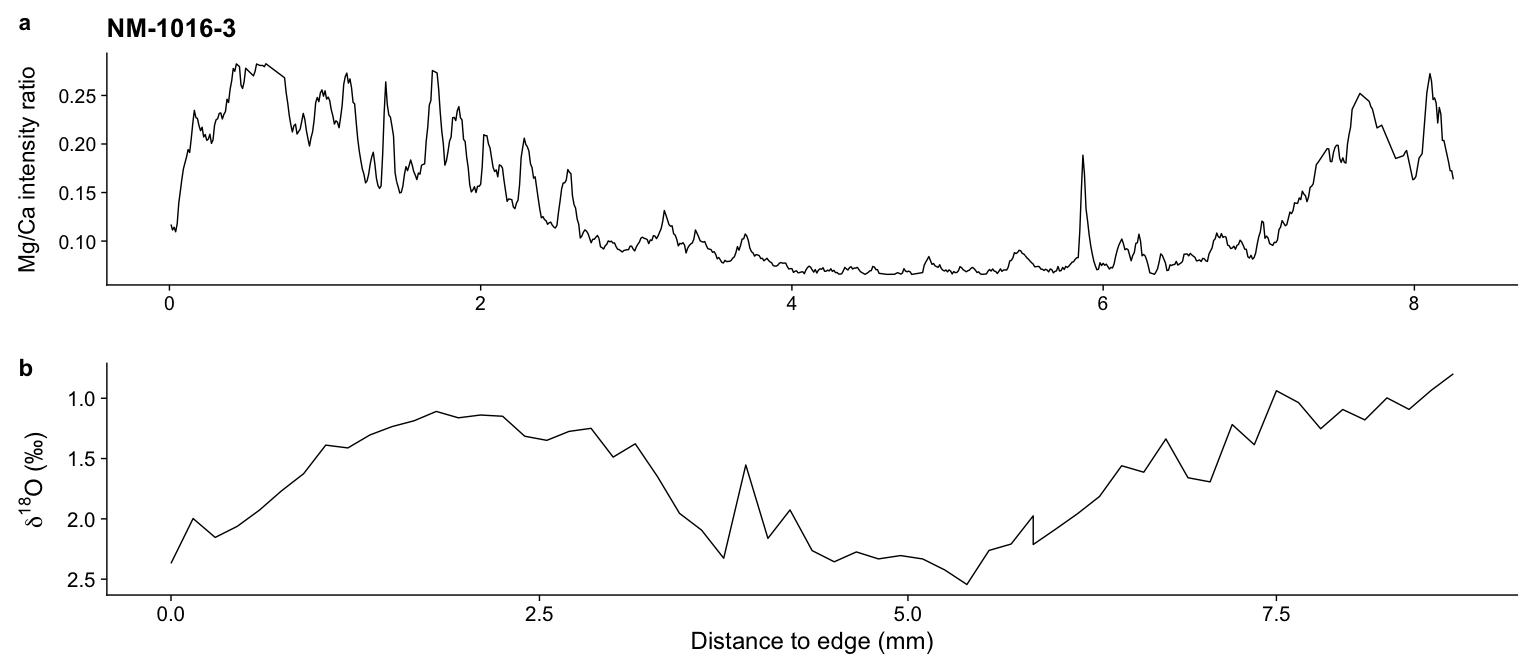 a
NM-1016-3
Mg/Ca intensity ratio
0.25
0.20
0.15
0.10
0 2 4 6 8
b
δ¹⁸O (‰)
1.0
1.5
2.0
2.5
0.0 2.5 5.0 7.5
Distance to edge (mm)